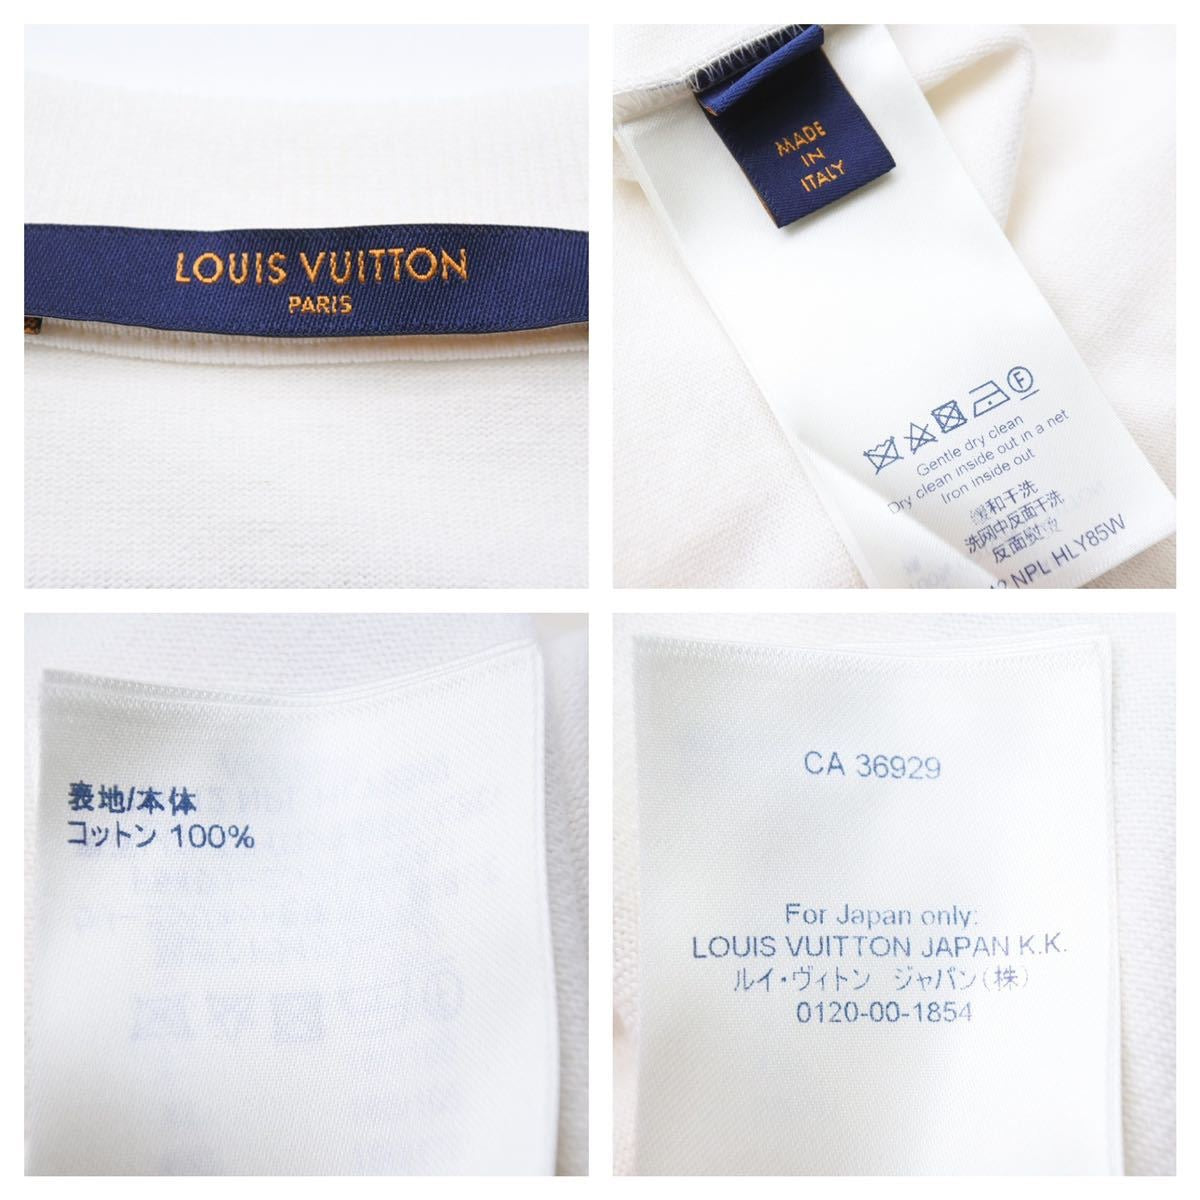 LOUIS VUITTON
PARIS
MADE
IN
ITALY
F
Gentle dry clean
Dry clean inside out in a net
Iron inside out
缓和干洗
洗网中反面干洗
反面熨烫
NPL HLY85W
表地/本体
コットン 100%
CA 36929
For Japan only:
LOUIS VUITTON JAPAN K.K.
ルイ・ヴィトン ジャパン(株)
0120-00-1854